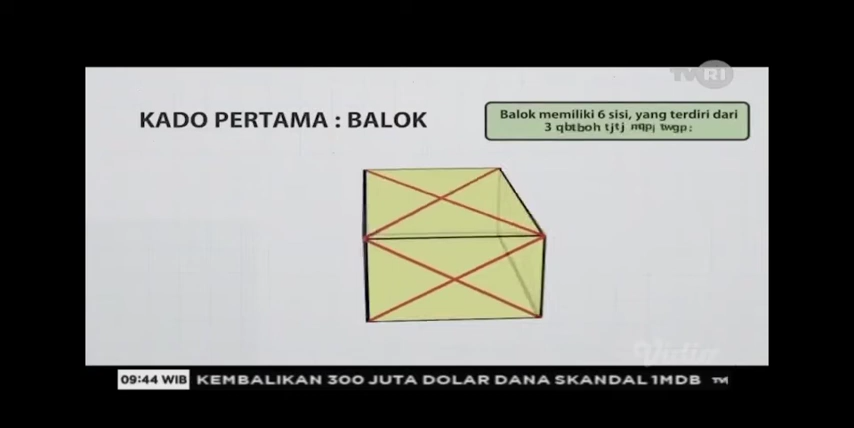 TVRI
KADO PERTAMA : BALOK
Balok memiliki 6 sisi, yang terdiri dari
3
Vidio
09:44 WIB KEMBALIKAN 300 JUTA DOLAR DANA SKANDAL 1MDB